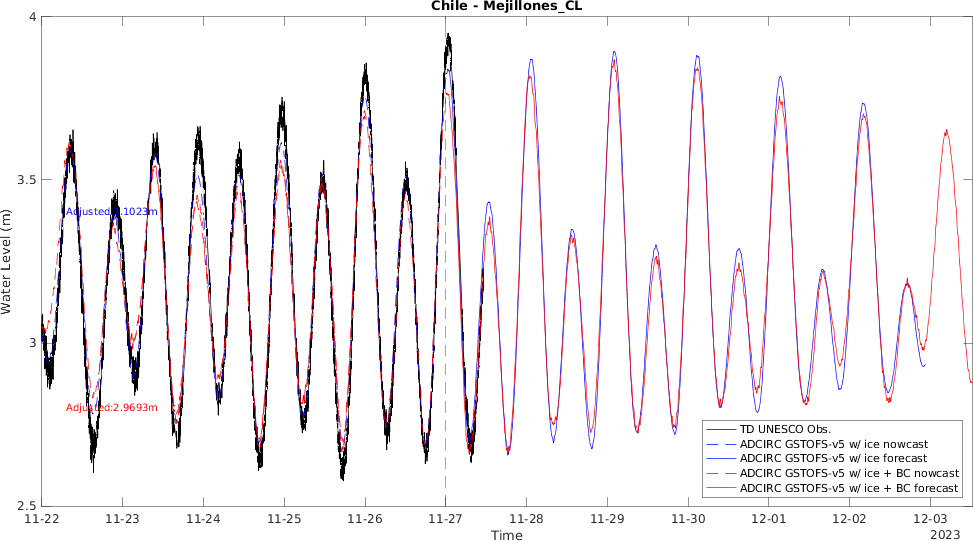 Chile - Mejillones_CL
Water Level (m)
4
3.5
3
2.5
Adjusted:
.1023m
Adjusted:2.9693m
TD UNESCO Obs.
ADCIRC GSTOFS-v5 w/ ice nowcast
ADCIRC GSTOFS-v5 w/ ice forecast
ADCIRC GSTOFS-v5 w/ ice + BC nowcast
ADCIRC GSTOFS-v5 w/ ice + BC forecast
11-22 11-23 11-24 11-25 11-26 11-27 11-28 11-29 11-30 12-01 12-02 12-03
Time
2023